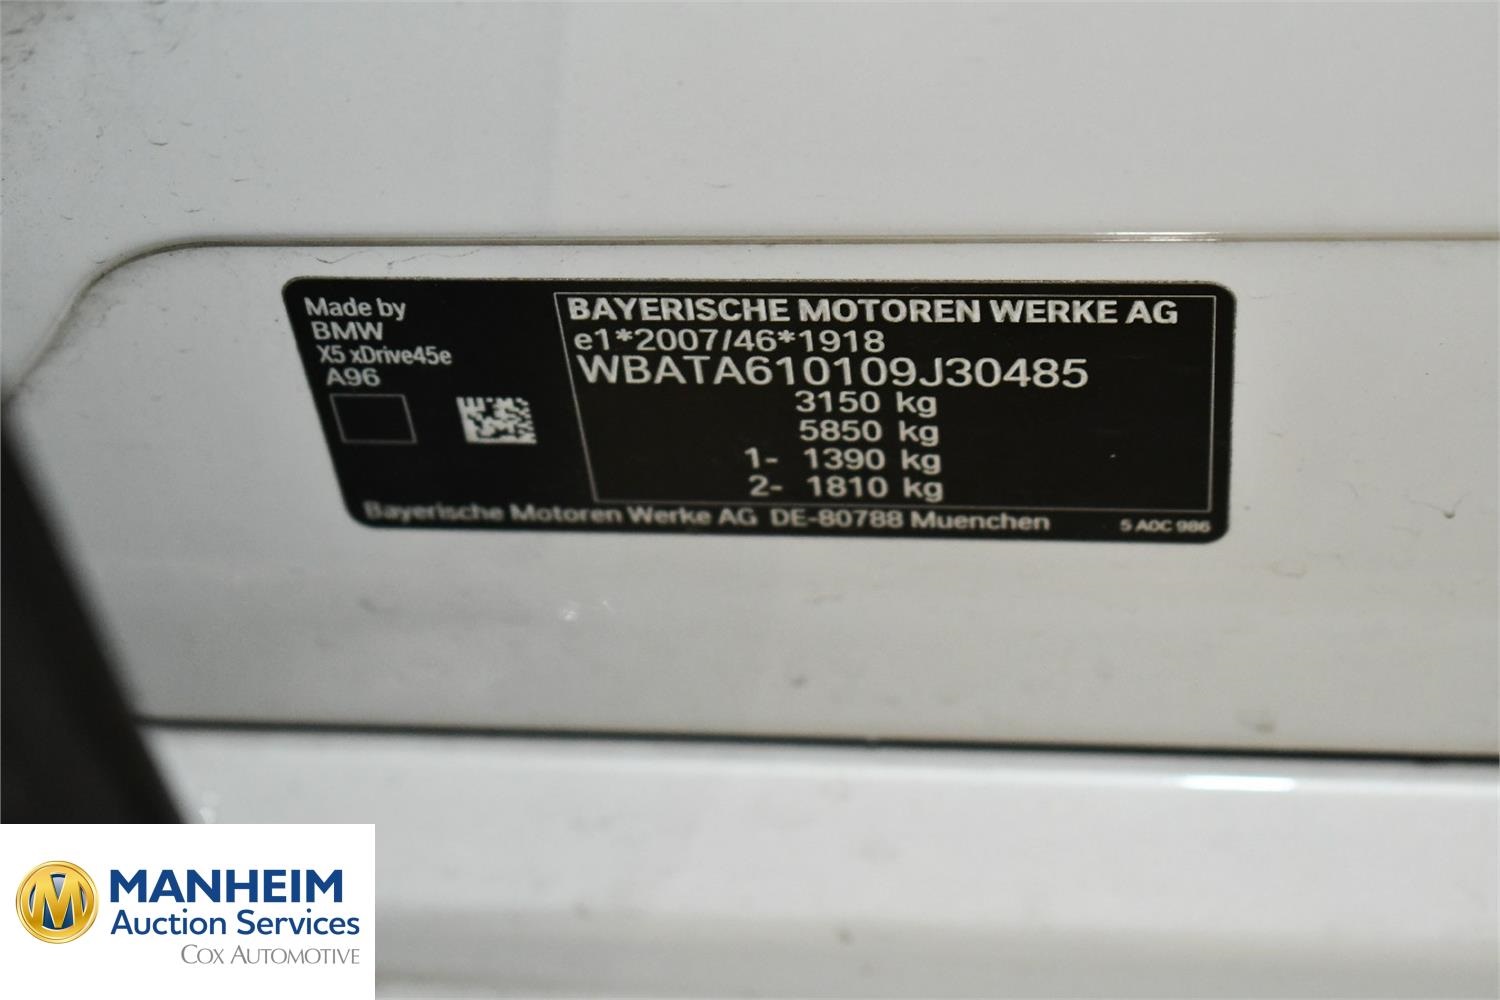 Made by
BMW
X5 xDrive45e
A96
BAYERISCHE MOTOREN WERKE AG
e1*2007/46*1918
WBATA610109J30485
3150 kg
5850 kg
1- 1390 kg
2- 1810 kg
Bayerische Motoren Werke AG DE-80788 Muenchen
5 A0C 986
M
MANHEIM
Auction Services
COX AUTOMOTIVE